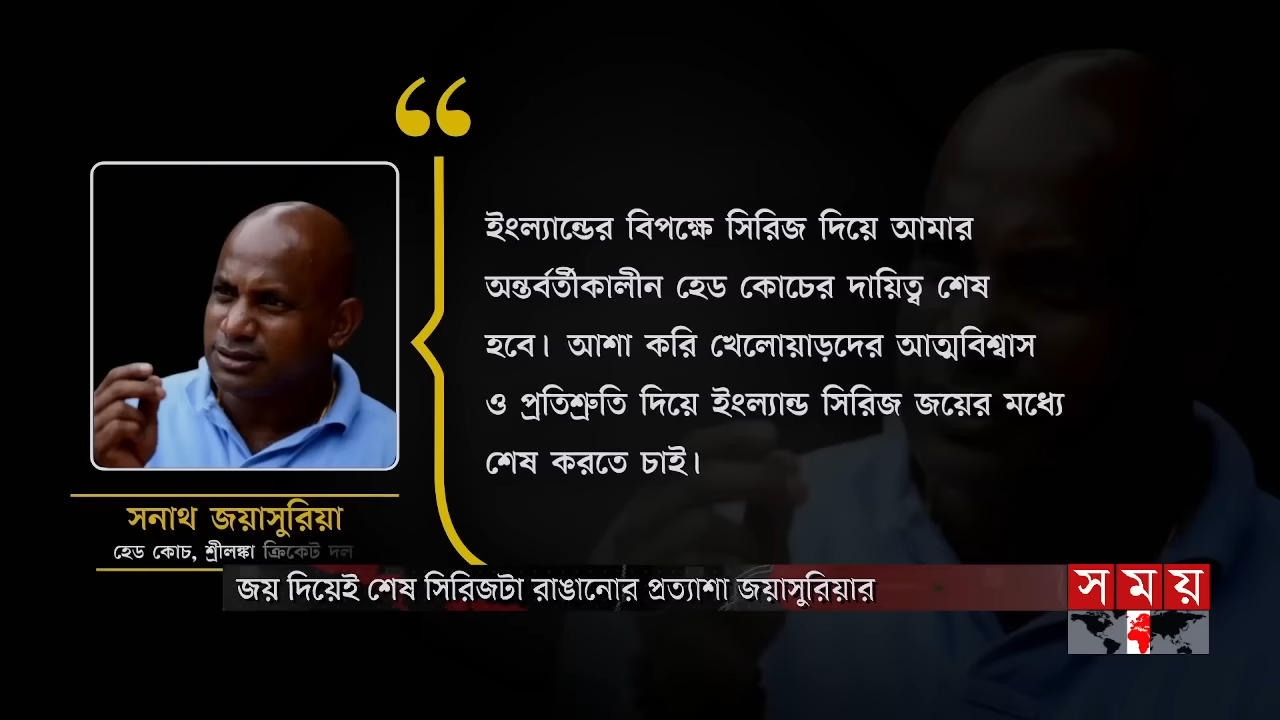 ইংল্যান্ডের বিপক্ষে সিরিজ দিয়ে আমার
অন্তর্বর্তীকালীন হেড কোচের দায়িত্ব শেষ
হবে। আশা করি খেলোয়াড়দের আত্মবিশ্বাস
ও প্রতিশ্রুতি দিয়ে ইংল্যান্ড সিরিজ জয়ের মধ্যে
শেষ করতে চাই।
সনাথ জয়াসুরিয়া
হেড কোচ, শ্রীলঙ্কা ক্রিকেট দল
জয় দিয়েই শেষ সিরিজটা রাঙানোর প্রত্যাশা জয়াসুরিয়ার
সময়